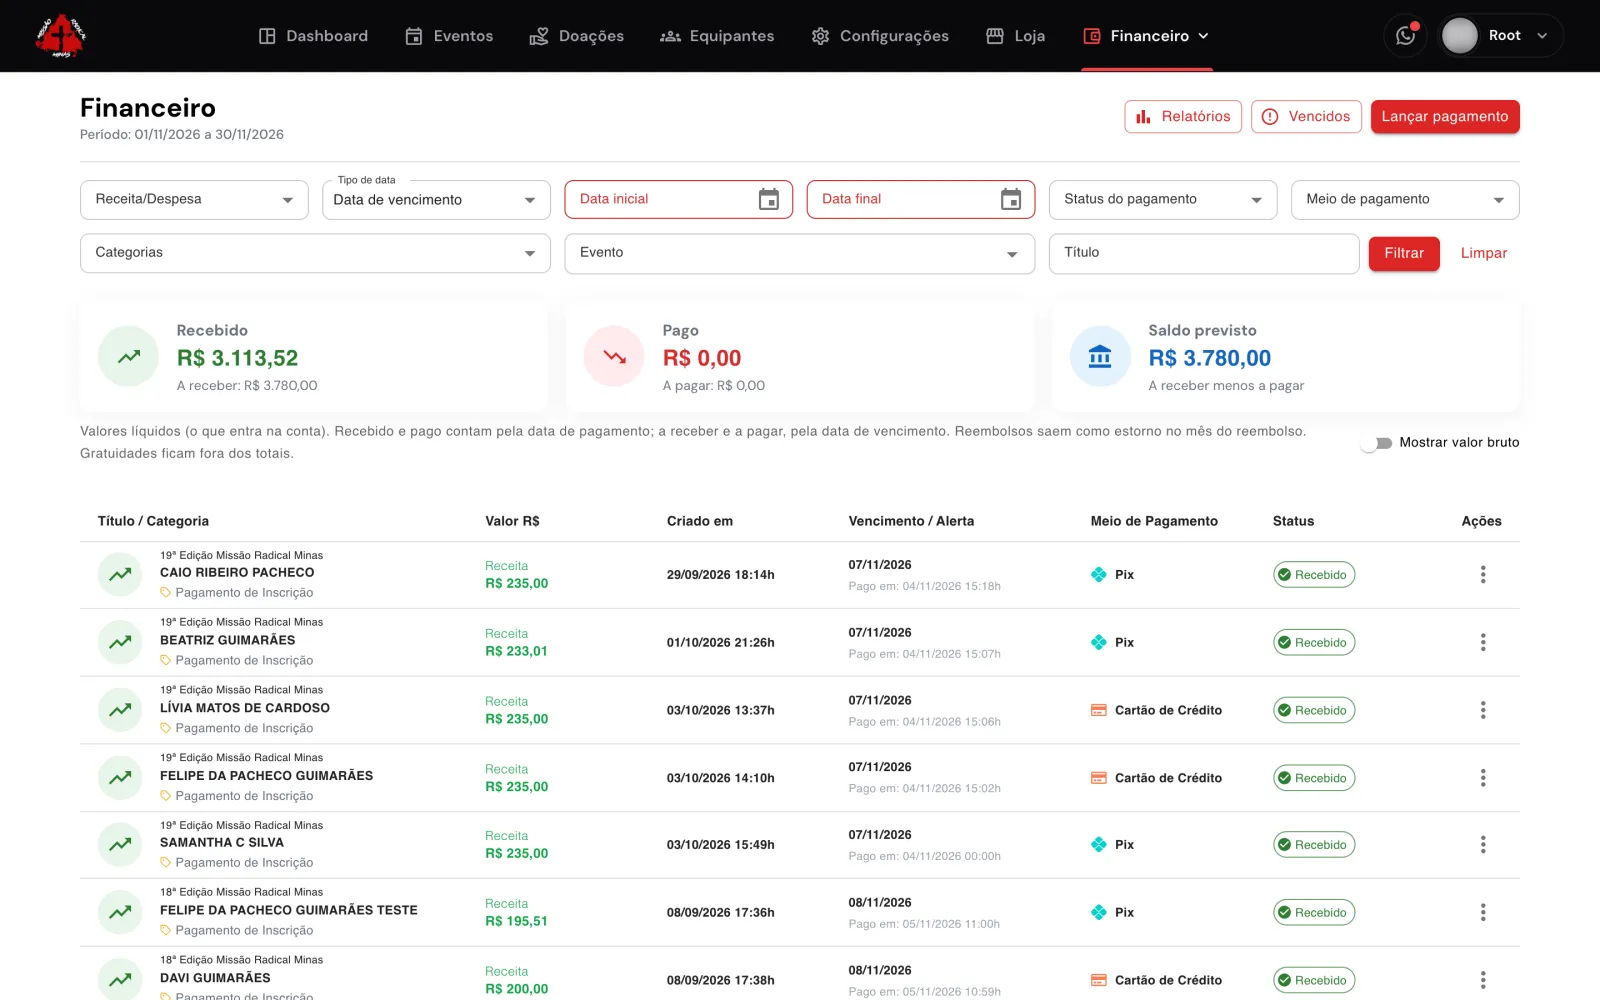 MISSÃO RADICAL
MINAS
Dashboard
Eventos
Doações
Equipantes
Configurações
Loja
Financeiro
Root
Financeiro
Período: 01/11/2026 a 30/11/2026
Relatórios
Vencidos
Lançar pagamento
Receita/Despesa
Tipo de data
Data de vencimento
Data inicial
Data final
Status do pagamento
Meio de pagamento
Categorias
Evento
Título
Filtrar
Limpar
Recebido
R$ 3.113,52
A receber: R$ 3.780,00
Pago
R$ 0,00
A pagar: R$ 0,00
Saldo previsto
R$ 3.780,00
A receber menos a pagar
Valores líquidos (o que entra na conta). Recebido e pago contam pela data de pagamento; a receber e a pagar, pela data de vencimento. Reembolsos saem como estorno no mês do reembolso.
Gratuidades ficam fora dos totais.
Mostrar valor bruto
Título / Categoria
Valor R$
Criado em
Vencimento / Alerta
Meio de Pagamento
Status
Ações
19ª Edição Missão Radical Minas
CAIO RIBEIRO PACHECO
Pagamento de Inscrição
Receita
R$ 235,00
29/09/2026 18:14h
07/11/2026
Pago em: 04/11/2026 15:18h
Pix
Recebido
19ª Edição Missão Radical Minas
BEATRIZ GUIMARÃES
Pagamento de Inscrição
Receita
R$ 233,01
01/10/2026 21:26h
07/11/2026
Pago em: 04/11/2026 15:07h
Pix
Recebido
19ª Edição Missão Radical Minas
LÍVIA MATOS DE CARDOSO
Pagamento de Inscrição
Receita
R$ 235,00
03/10/2026 13:37h
07/11/2026
Pago em: 04/11/2026 15:06h
Cartão de Crédito
Recebido
19ª Edição Missão Radical Minas
FELIPE DA PACHECO GUIMARÃES
Pagamento de Inscrição
Receita
R$ 235,00
03/10/2026 14:10h
07/11/2026
Pago em: 04/11/2026 15:02h
Cartão de Crédito
Recebido
19ª Edição Missão Radical Minas
SAMANTHA C SILVA
Pagamento de Inscrição
Receita
R$ 235,00
03/10/2026 15:49h
07/11/2026
Pago em: 04/11/2026 00:00h
Pix
Recebido
18ª Edição Missão Radical Minas
FELIPE DA PACHECO GUIMARÃES TESTE
Pagamento de Inscrição
Receita
R$ 195,51
08/09/2026 17:36h
08/11/2026
Pago em: 05/11/2026 11:00h
Pix
Recebido
18ª Edição Missão Radical Minas
DAVI GUIMARÃES
Pagamento de Inscrição
Receita
R$ 200,00
08/09/2026 17:38h
08/11/2026
Pago em: 05/11/2026 10:59h
Cartão de Crédito
Recebido